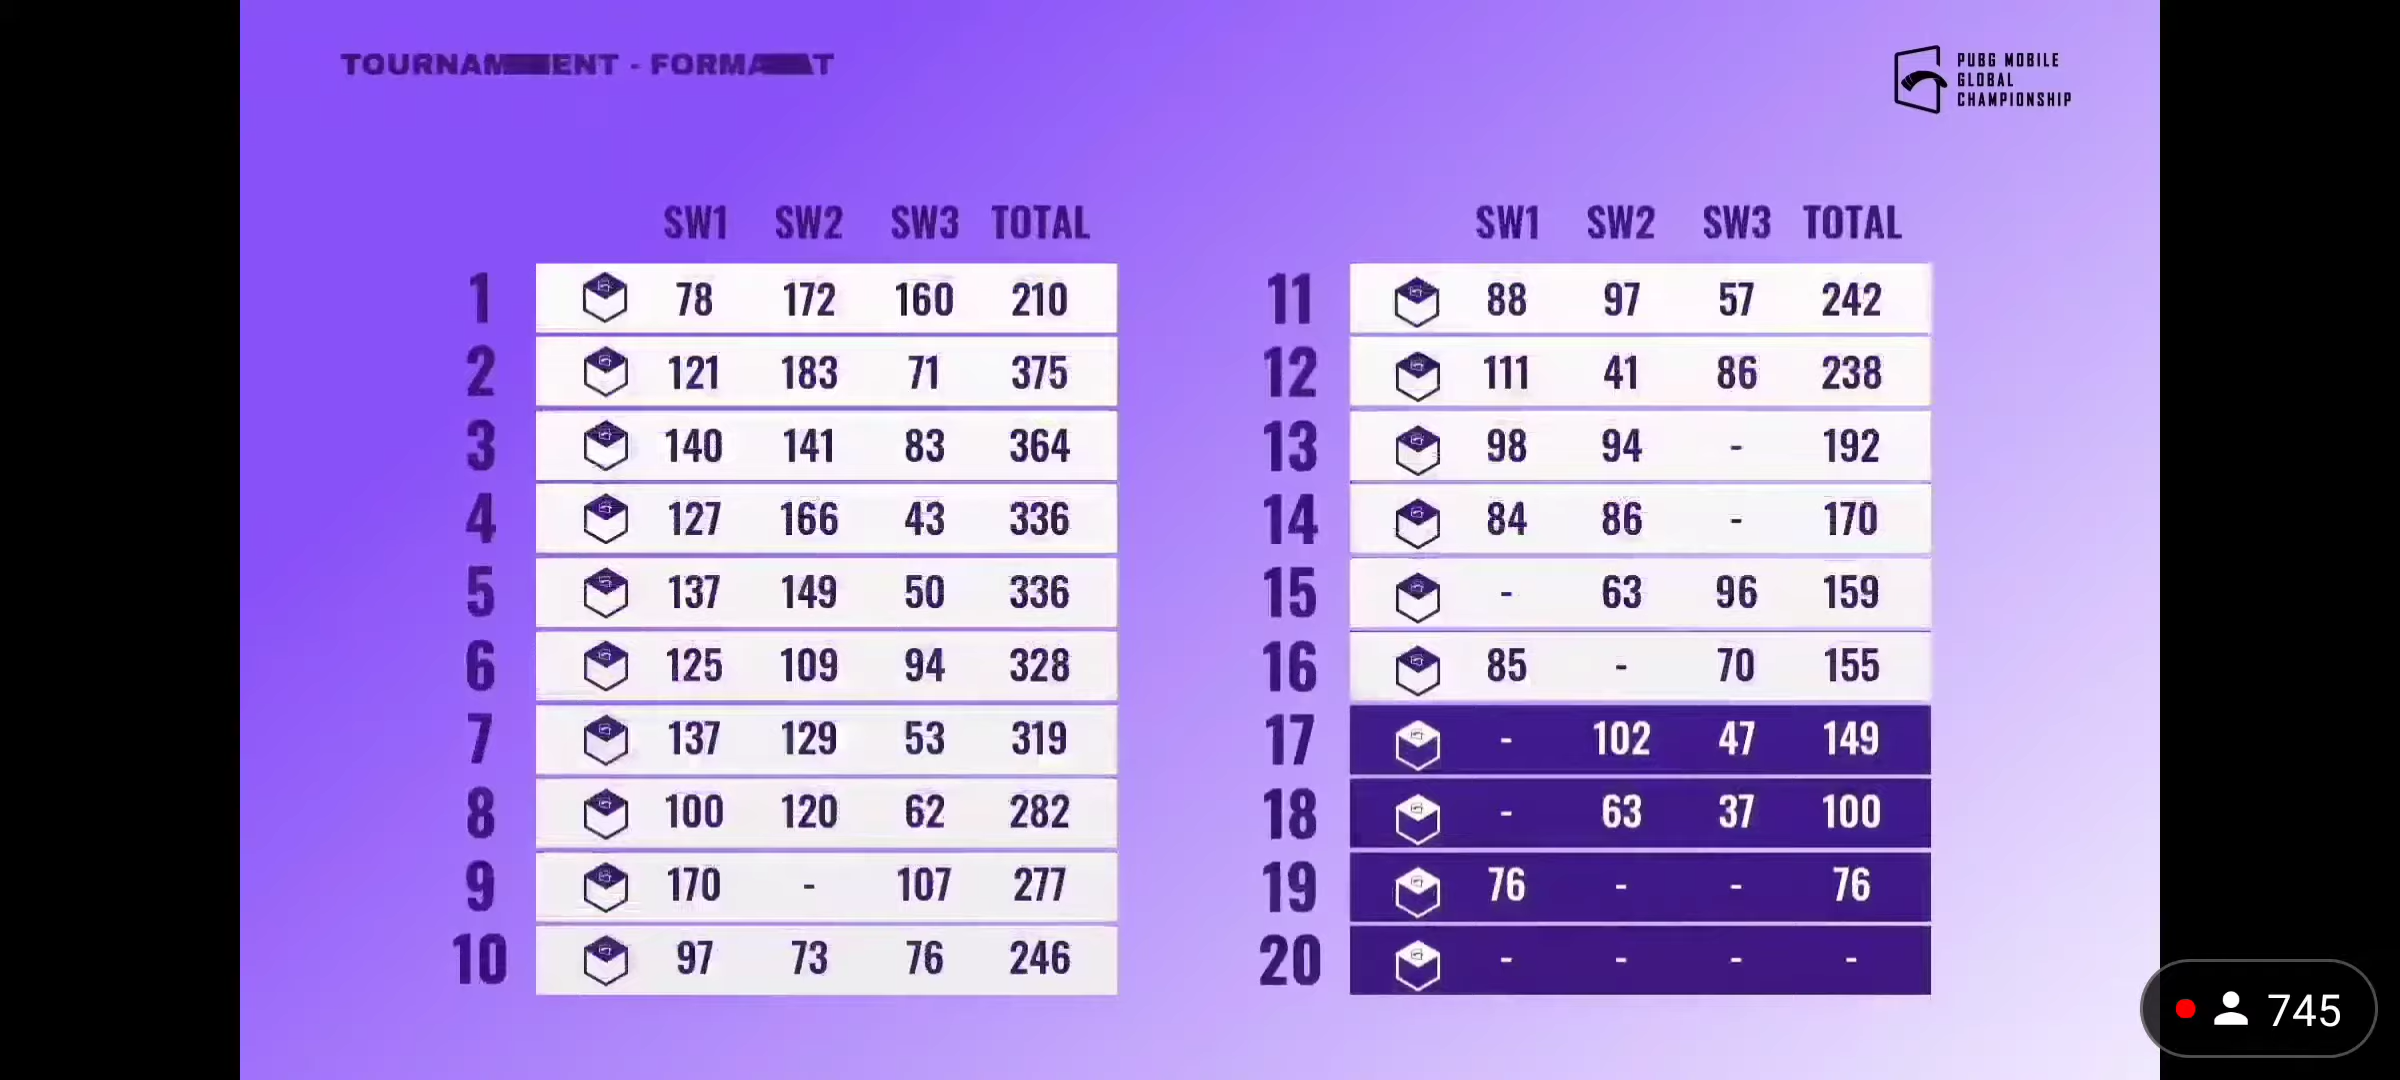 TOURNAMENT - FORMAT
PUBG MOBILE
GLOBAL
CHAMPIONSHIP
SW1 SW2 SW3 TOTAL
1 78 172 160 210
2 121 183 71 375
3 140 141 83 364
4 127 166 43 336
5 137 149 50 336
6 125 109 94 328
7 137 129 53 319
8 100 120 62 282
9 170 - 107 277
10 97 73 76 246
SW1 SW2 SW3 TOTAL
11 88 97 57 242
12 111 41 86 238
13 98 94 - 192
14 84 86 - 170
15 - 63 96 159
16 85 - 70 155
17 - 102 47 149
18 - 63 37 100
19 76 - - 76
20 - - - -
745